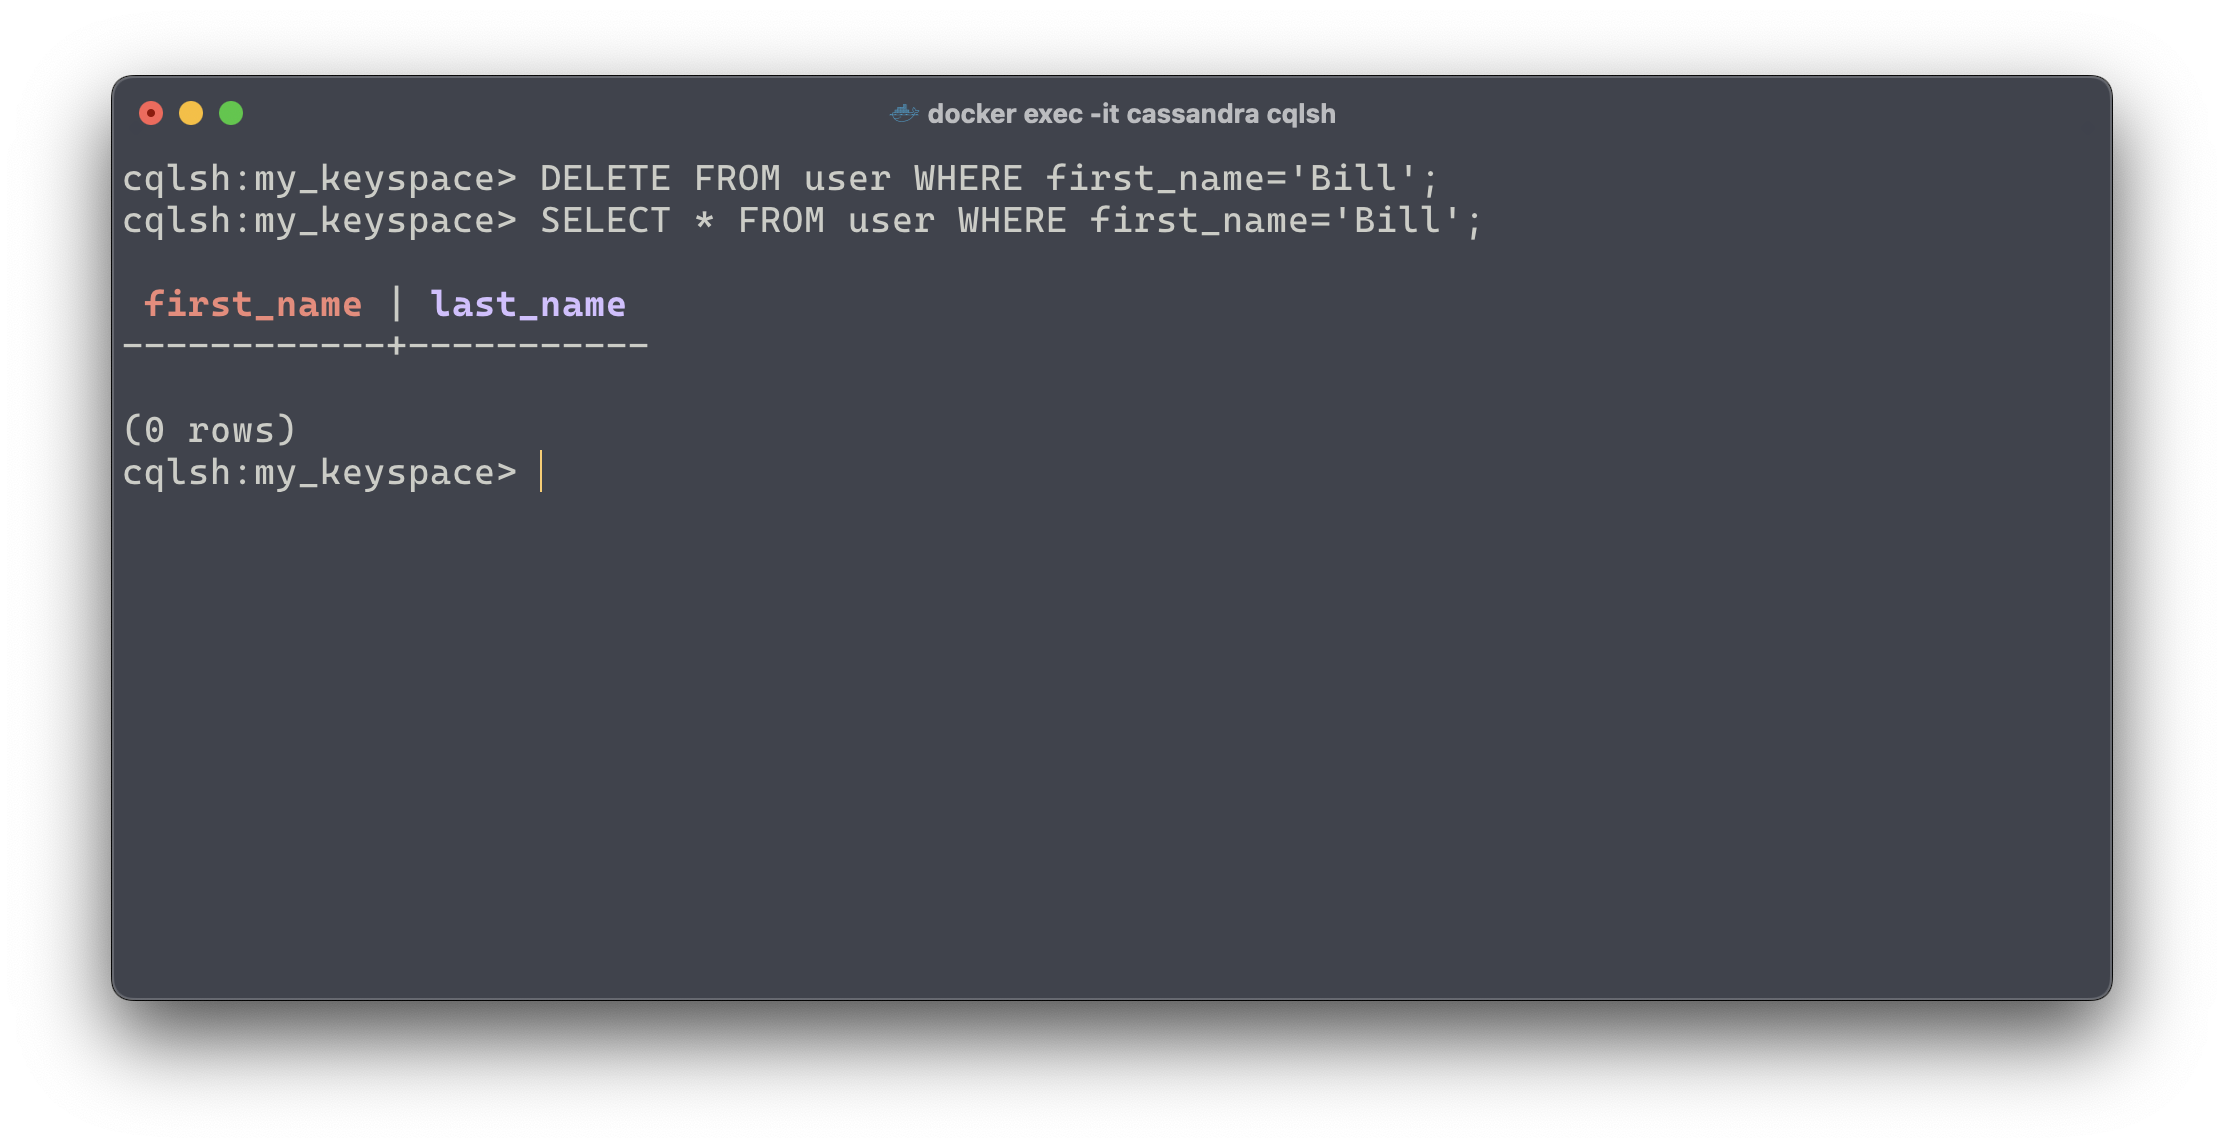 docker exec -it cassandra cqlsh
cqlsh:my_keyspace> DELETE FROM user WHERE first_name='Bill';
cqlsh:my_keyspace> SELECT * FROM user WHERE first_name='Bill';
 first_name | last_name
------------+-----------
(0 rows)
cqlsh:my_keyspace>